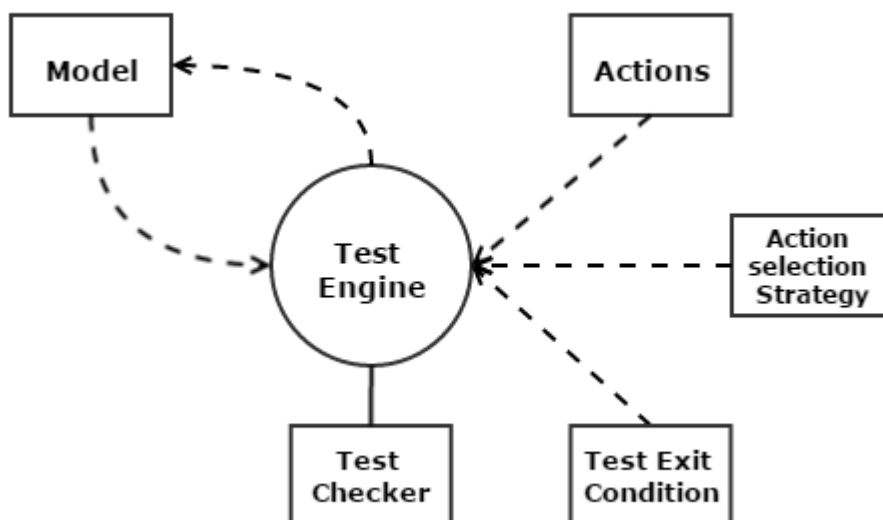 Model
Actions
Test
Engine
Action
selection
Strategy
Test
Checker
Test Exit
Condition